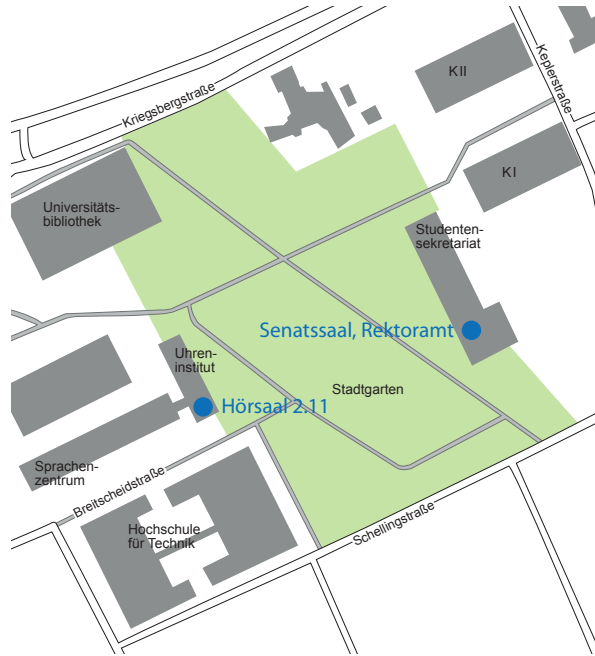 Kriegsbergstraße
Keplerstraße
KII
KI
Universitäts-
bibliothek
Studenten-
sekretariat
Senatssaal, Rektoramt
Uhren-
institut
Stadtgarten
Hörsaal 2.11
Sprachen-
zentrum
Breitscheidstraße
Hochschule
für Technik
Schellingstraße